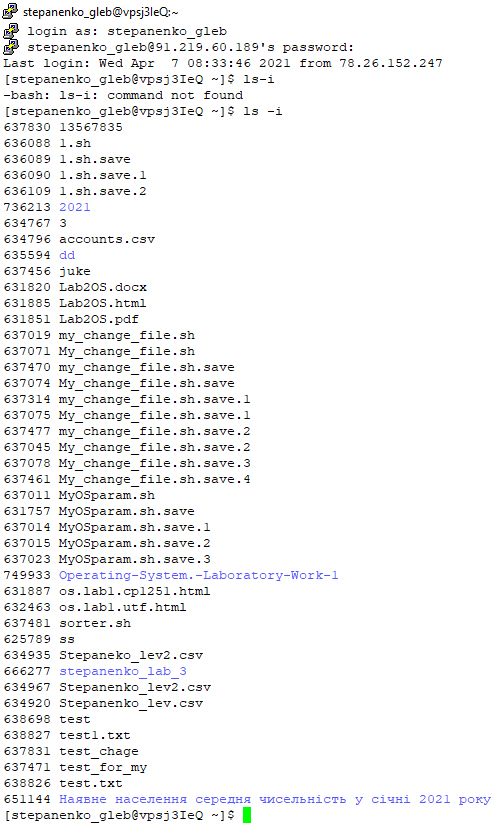 stepanenko_gleb@vpsj3IeQ:~
login as: stepanenko_gleb
stepanenko_gleb@91.219.60.189's password:
Last login: Wed Apr  7 08:33:46 2021 from 78.26.152.247
[stepanenko_gleb@vpsj3IeQ ~]$ ls-i
-bash: ls-i: command not found
[stepanenko_gleb@vpsj3IeQ ~]$ ls -i
637830 13567835
636088 1.sh
636089 1.sh.save
636090 1.sh.save.1
636109 1.sh.save.2
736213 2021
634767 3
634796 accounts.csv
635594 dd
637456 juke
631820 Lab2OS.docx
631885 Lab2OS.html
631851 Lab2OS.pdf
637019 my_change_file.sh
637071 My_change_file.sh
637470 my_change_file.sh.save
637074 My_change_file.sh.save
637314 my_change_file.sh.save.1
637075 My_change_file.sh.save.1
637477 my_change_file.sh.save.2
637045 My_change_file.sh.save.2
637078 My_change_file.sh.save.3
637461 My_change_file.sh.save.4
637011 MyOSparam.sh
631757 MyOSparam.sh.save
637014 MyOSparam.sh.save.1
637015 MyOSparam.sh.save.2
637023 MyOSparam.sh.save.3
749933 Operating-System.-Laboratory-Work-1
631887 os.lab1.cp1251.html
632463 os.lab1.utf.html
637481 sorter.sh
625789 ss
634935 Stepaneko_lev2.csv
666277 stepanenko_lab_3
634967 Stepanenko_lev2.csv
634920 Stepanenko_lev.csv
638698 test
638827 test1.txt
637831 test_chage
637471 test_for_my
638826 test.txt
651144 Наявне населення середня чисельність у січні 2021 року
[stepanenko_gleb@vpsj3IeQ ~]$